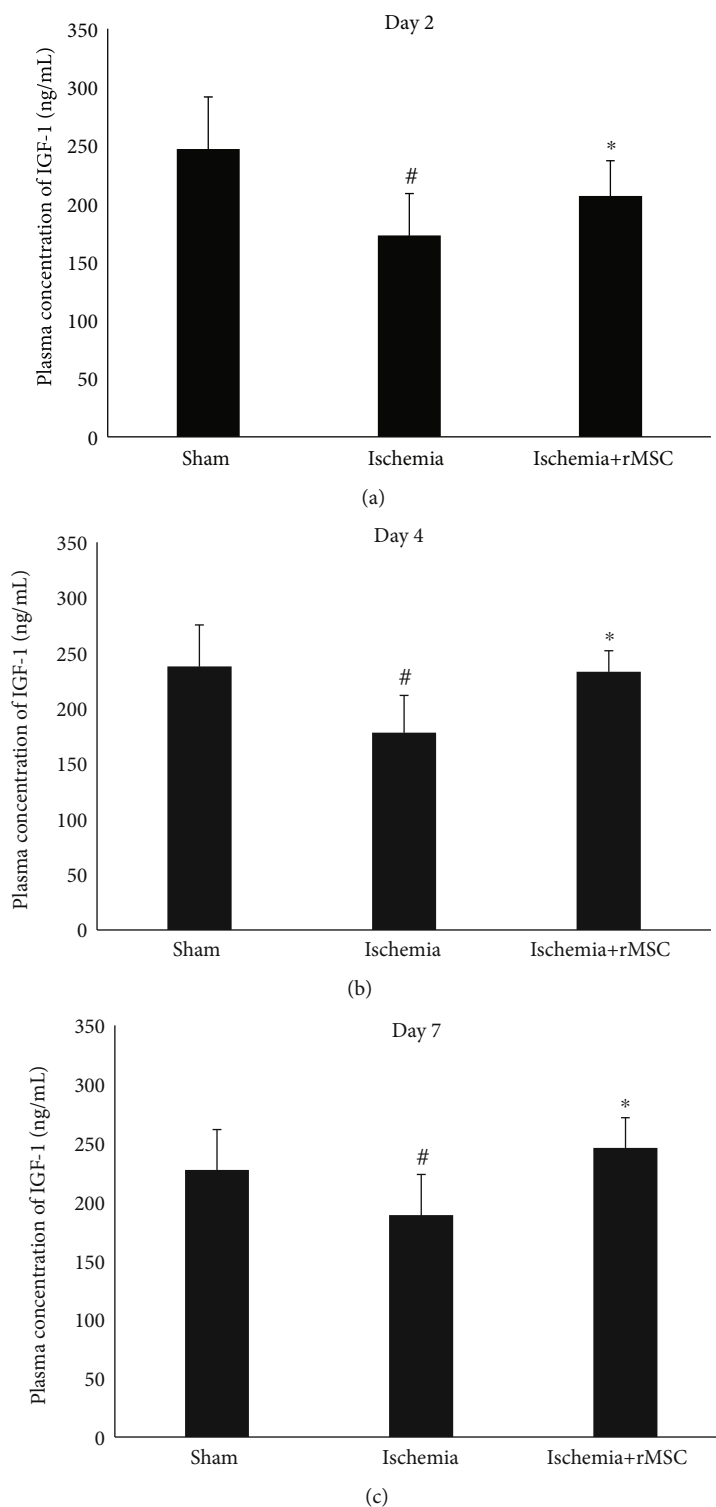 Day 2
Plasma concentration of IGF-1 (ng/mL)
350
300
250
200
150
100
50
0
#
*
Sham
Ischemia
Ischemia+rMSC
(a)
Day 4
Plasma concentration of IGF-1 (ng/mL)
350
300
250
200
150
100
50
0
#
*
Sham
Ischemia
Ischemia+rMSC
(b)
Day 7
Plasma concentration of IGF-1 (ng/mL)
350
300
250
200
150
100
50
0
#
*
Sham
Ischemia
Ischemia+rMSC
(c)